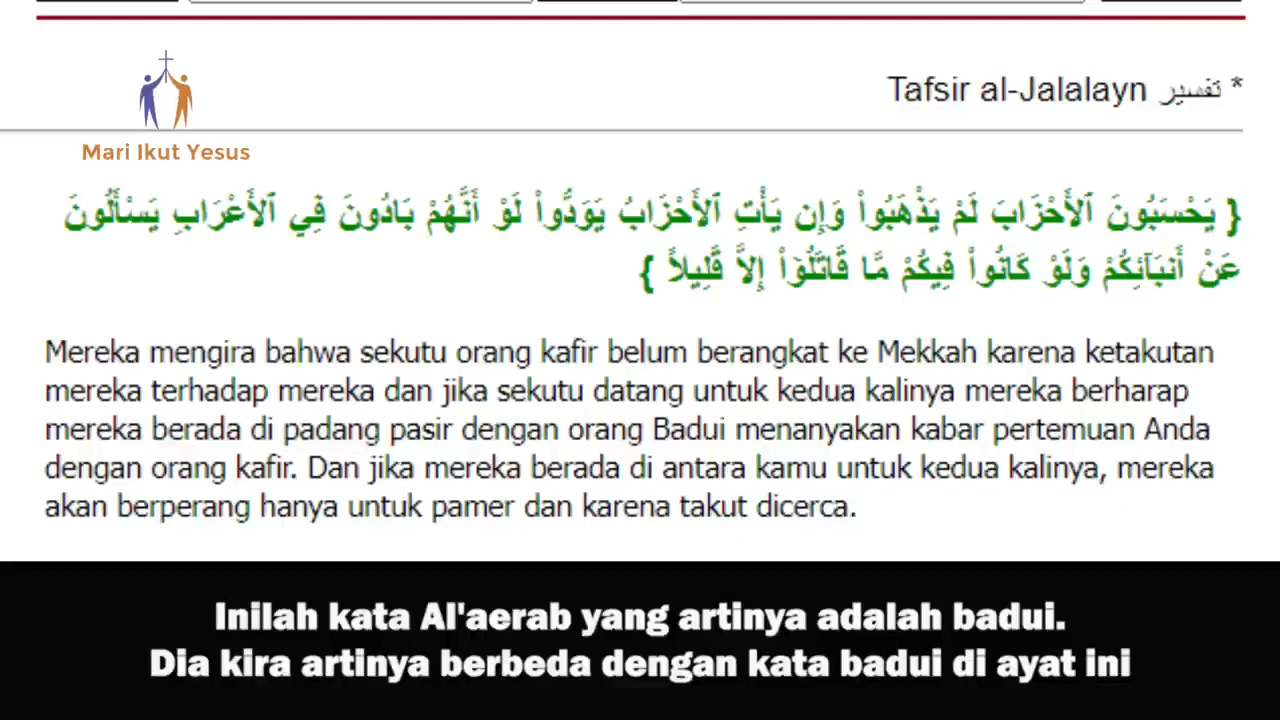 Tafsir al-Jalalayn تفسير *
Mari Ikut Yesus
{ يَحْسَبُونَ ٱلأَحْزَابَ لَمْ يَذْهَبُواْ وَإِن يَأْتِ ٱلأَحْزَابُ يَوَدُّواْ لَوْ أَنَّهُمْ بَادُونَ فِي ٱلأَعْرَابِ يَسْأَلُونَ
عَنْ أَنبَآئِكُمْ وَلَوْ كَانُواْ فِيكُمْ مَّا قَاتَلُوۤاْ إِلاَّ قَلِيلاً }
Mereka mengira bahwa sekutu orang kafir belum berangkat ke Mekkah karena ketakutan
mereka terhadap mereka dan jika sekutu datang untuk kedua kalinya mereka berharap
mereka berada di padang pasir dengan orang Badui menanyakan kabar pertemuan Anda
dengan orang kafir. Dan jika mereka berada di antara kamu untuk kedua kalinya, mereka
akan berperang hanya untuk pamer dan karena takut dicerca.
Inilah kata Al'aerab yang artinya adalah badui.
Dia kira artinya berbeda dengan kata badui di ayat ini